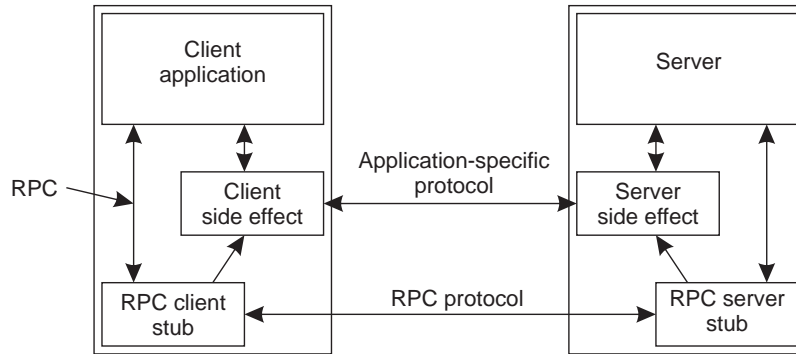 Client
application
Server
Application-specific
protocol
RPC
Client
side effect
Server
side effect
RPC client
stub
RPC protocol
RPC server
stub